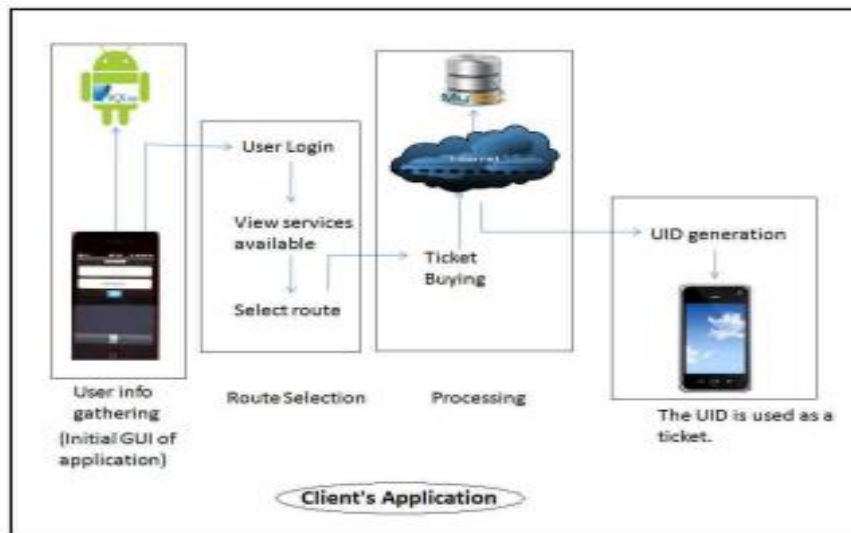 User Login
View services
available
Select route
Ticket
Buying
UID generation
User info
gathering
(Initial GUI of
application)
Route Selection
Processing
The UID is used as a
ticket.
Client's Application